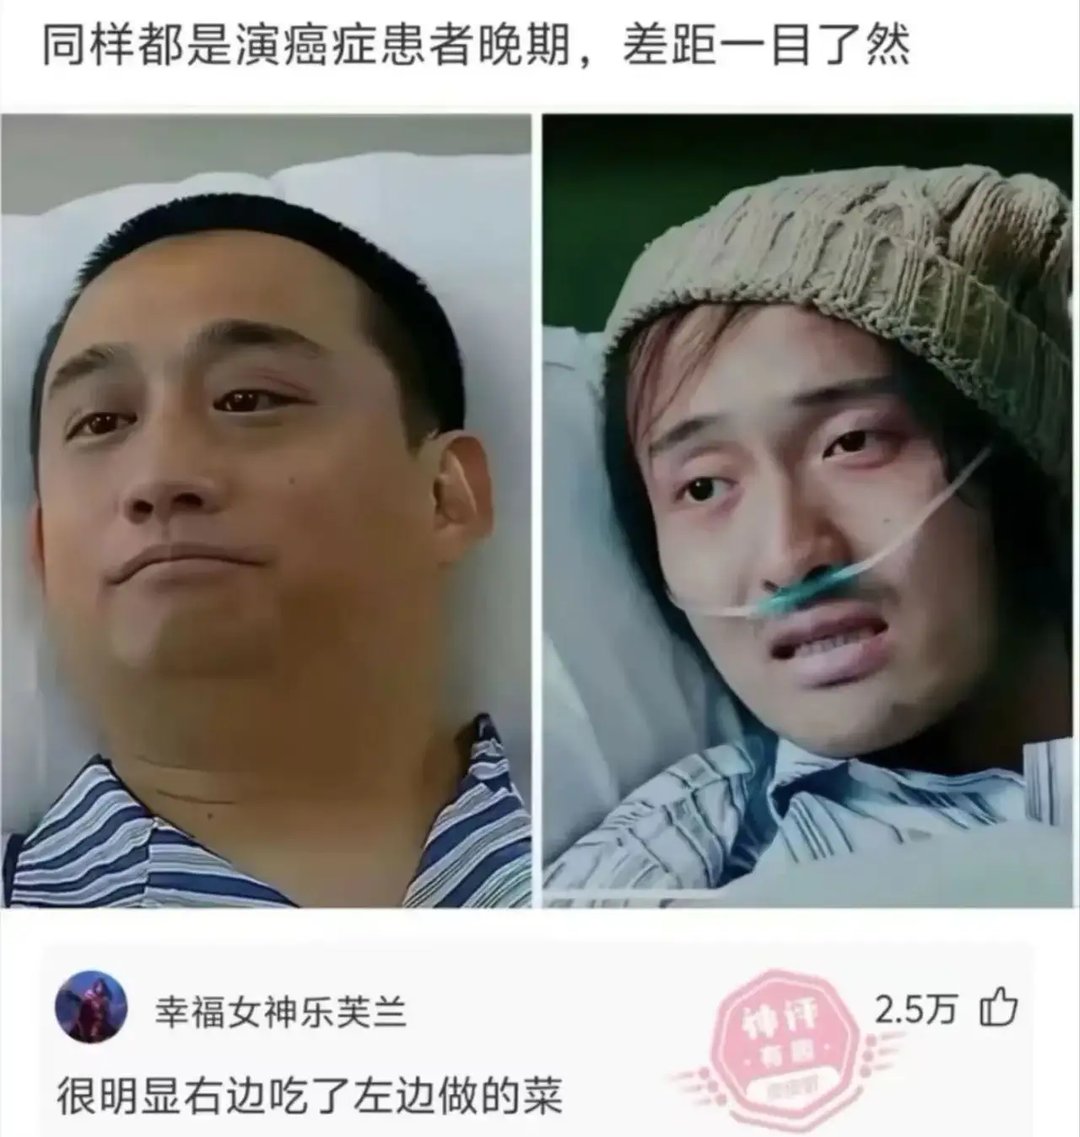 同样都是演癌症患者晚期，差距一目了然
幸福女神乐芙兰
2.5万
神评
有趣
很明显右边吃了左边做的菜